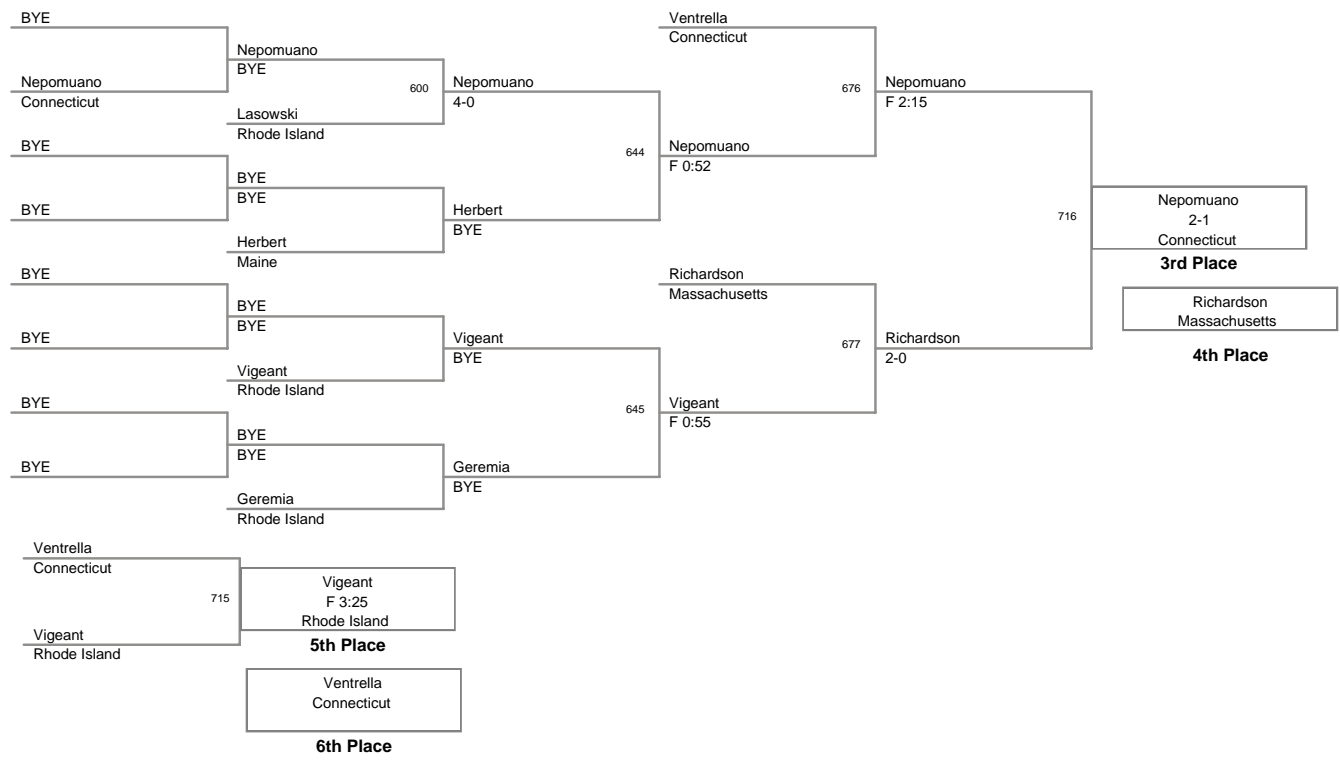 BYE
Nepomuano
Connecticut
BYE
BYE
BYE
BYE
BYE
BYE
Nepomuano
BYE
Lasowski
Rhode Island
BYE
BYE
Herbert
Maine
BYE
BYE
Vigeant
Rhode Island
BYE
BYE
Geremia
Rhode Island
600
Nepomuano
4-0
Herbert
BYE
Vigeant
BYE
Geremia
BYE
644
645
Ventrella
Connecticut
Nepomuano
F 0:52
Richardson
Massachusetts
Vigeant
F 0:55
676
677
Nepomuano
F 2:15
Richardson
2-0
716
Nepomuano
2-1
Connecticut
3rd Place
Richardson
Massachusetts
4th Place
Ventrella
Connecticut
Vigeant
Rhode Island
715
Vigeant
F 3:25
Rhode Island
5th Place
Ventrella
Connecticut
6th Place